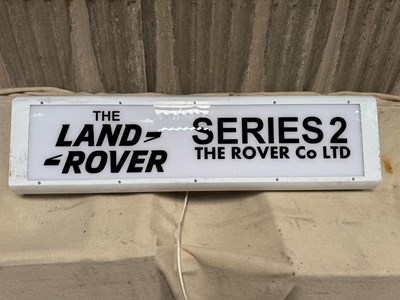 THE
LAND-
-ROVER
SERIES 2
THE ROVER Co LTD